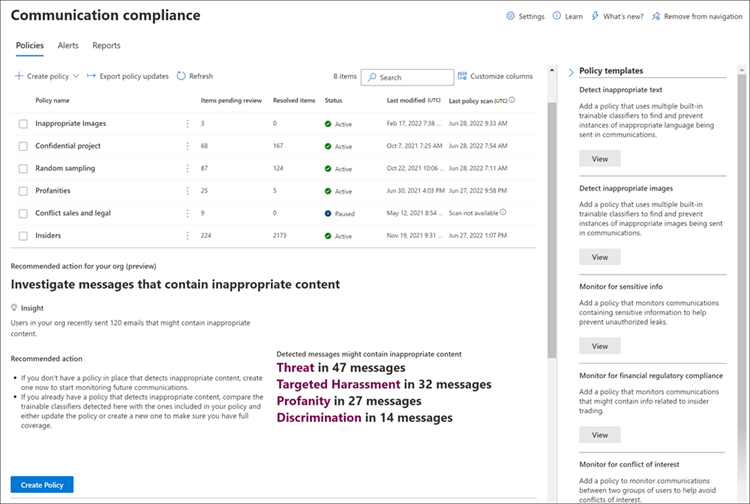 Communication compliance
Settings Learn What's new? Remove from navigation
Policies Alerts Reports
Create policy Export policy updates Refresh 8 items Search Customize columns
Policy name Items pending review Resolved items Status Last modified (UTC) Last policy scan (UTC)
Inappropriate Images 3 0 Active Feb 17, 2022 7:38 ... Jun 28, 2022 9:33 AM
Confidential project 68 167 Active Oct 7, 2021 7:25 AM Jun 28, 2022 7:54 AM
Random sampling 87 124 Active Oct 22, 2021 10:06 ... Jun 28, 2022 7:11 AM
Profanities 25 5 Active Jun 30, 2021 4:03 PM Jun 27, 2022 9:58 PM
Conflict sales and legal 9 0 Paused May 12, 2021 8:54 ... Scan not available
Insiders 224 2173 Active Nov 19, 2021 9:31 ... Jun 27, 2022 1:07 PM
Recommended action for your org (preview)
Investigate messages that contain inappropriate content
Insight
Users in your org recently sent 120 emails that might contain inappropriate
content.
Recommended action
• If you don't have a policy in place that detects inappropriate content, create
one now to start monitoring future communications.
• If you already have a policy that detects inappropriate content, compare the
trainable classifiers detected here with the ones included in your policy and
either update the policy or create a new one to make sure you have full
coverage.
Detected messages might contain inappropriate content
Threat in 47 messages
Targeted Harassment in 32 messages
Profanity in 27 messages
Discrimination in 14 messages
Create Policy
Policy templates
Detect inappropriate text
Add a policy that uses multiple built-in
trainable classifiers to find and prevent
instances of inappropriate language being
sent in communications.
View
Detect inappropriate images
Add a policy that uses multiple built-in
trainable classifiers to find and prevent
instances of inappropriate images being sent
in communications.
View
Monitor for sensitive info
Add a policy that monitors communications
containing sensitive information to help
prevent unauthorized leaks.
View
Monitor for financial regulatory compliance
Add a policy that monitors communications
that might contain info related to insider
trading.
View
Monitor for conflict of interest
Add a policy to monitor communications
between two groups of users to help avoid
conflicts of interest.